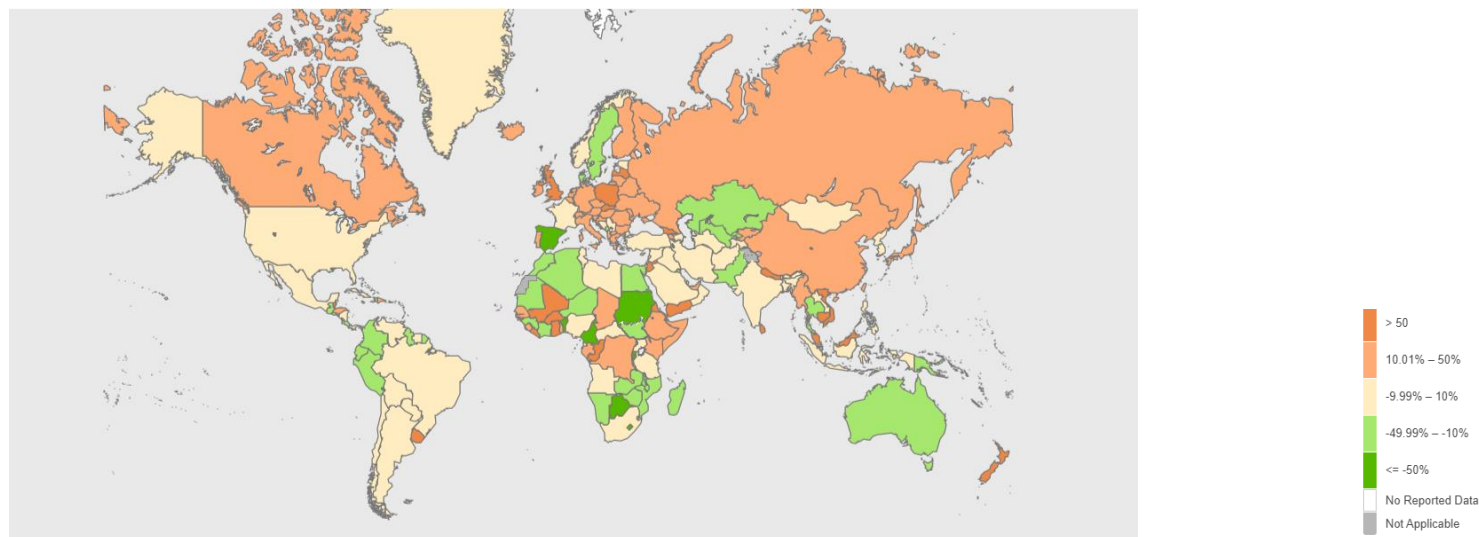 > 50
10.01% – 50%
-9.99% – 10%
-49.99% – -10%
<= -50%
No Reported Data
Not Applicable